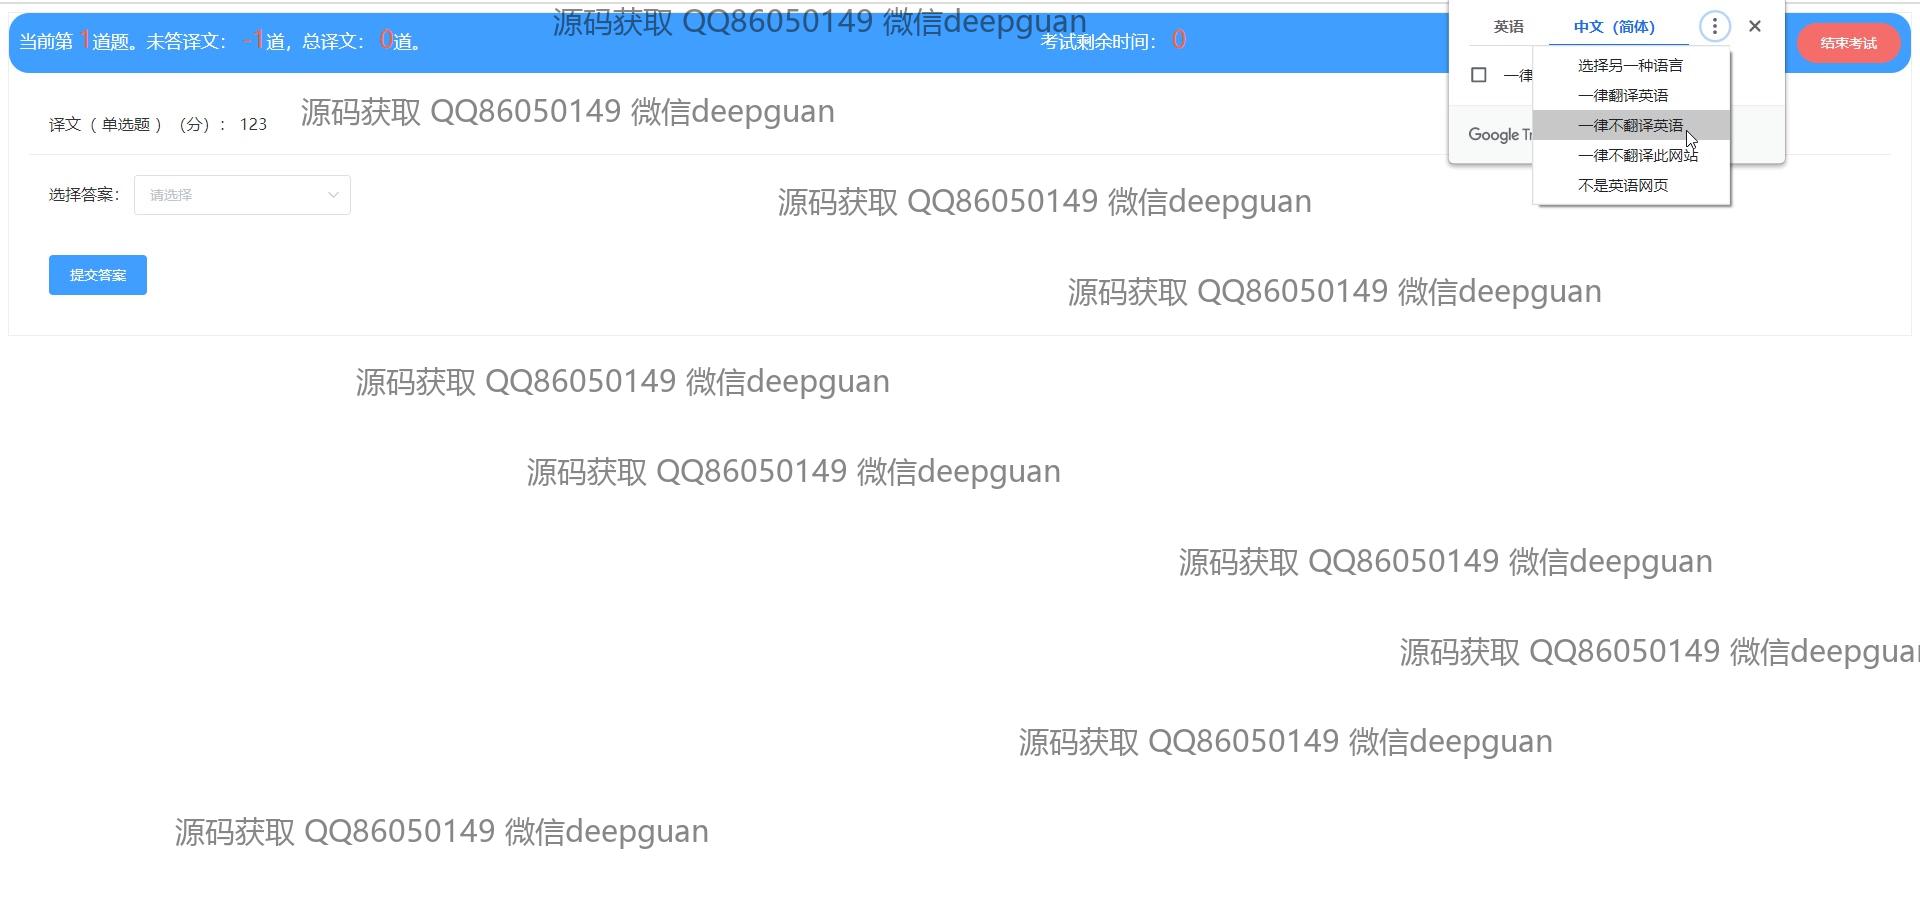 源码获取 QQ86050149 微信deepguan
当前第 1道题。未答译文： -1道，总译文： 0道。
考试剩余时间： 0
英语 中文（简体）
结束考试
选择另一种语言
一律
一律翻译英语
源码获取 QQ86050149 微信deepguan
译文（ 单选题 ）（分）： 123
一律不翻译英语
Google Tr
一律不翻译此网站
不是英语网页
选择答案： 请选择
源码获取 QQ86050149 微信deepguan
提交答案
源码获取 QQ86050149 微信deepguan
源码获取 QQ86050149 微信deepguan
源码获取 QQ86050149 微信deepguan
源码获取 QQ86050149 微信deepguan
源码获取 QQ86050149 微信deepguan
源码获取 QQ86050149 微信deepguan
源码获取 QQ86050149 微信deepguan